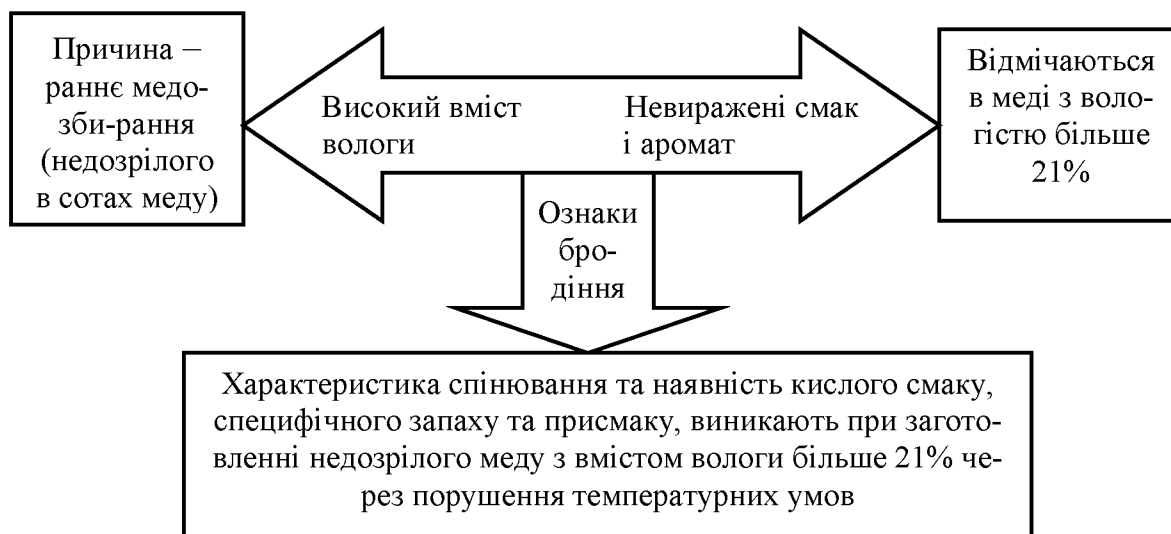 Причина –
раннє медо-
зби-рання
(недозрілого
в сотах меду)
Високий вміст
вологи
Невиражені смак
і аромат
Відмічаються
в меді з воло-
гістю більше
21%
Ознаки
бро-
діння
Характеристика спінювання та наявність кислого смаку,
специфічного запаху та присмаку, виникають при загото-
вленні недозрілого меду з вмістом вологи більше 21% че-
рез порушення температурних умов